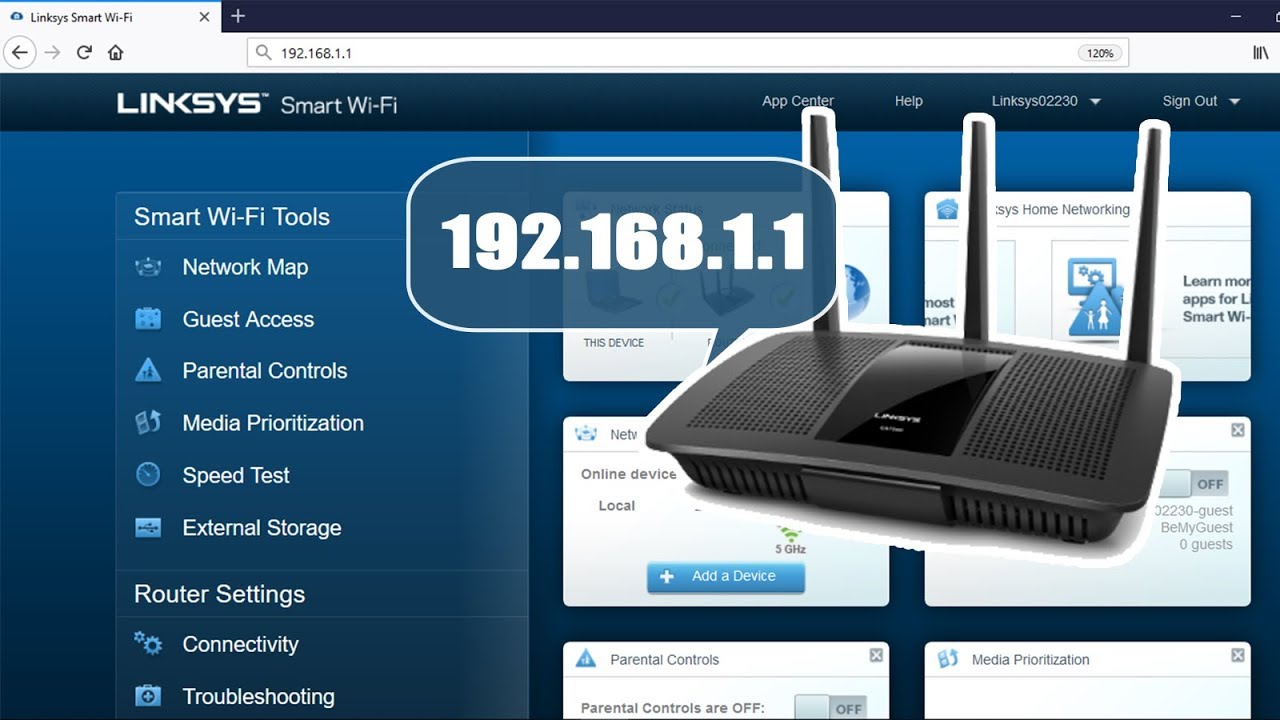 Linksys Smart Wi-Fi
192.168.1.1
120%
LINKSYS™ Smart Wi-Fi
App Center
Help
Linksys02230
Sign Out
Smart Wi-Fi Tools
Network Map
Guest Access
Parental Controls
Media Prioritization
Speed Test
External Storage
Router Settings
Connectivity
Troubleshooting
192.168.1.1
Network Status
THIS DEVICE
ksys Home Networking
Learn mor
apps for Li
Smart Wi-
most
mart
LINKSYS
Netw
Online device
Local
5 GHz
Add a Device
OFF
02230-guest
BeMyGuest
0 guests
Parental Controls
Parental Controls are OFF:
OFF
Media Prioritization